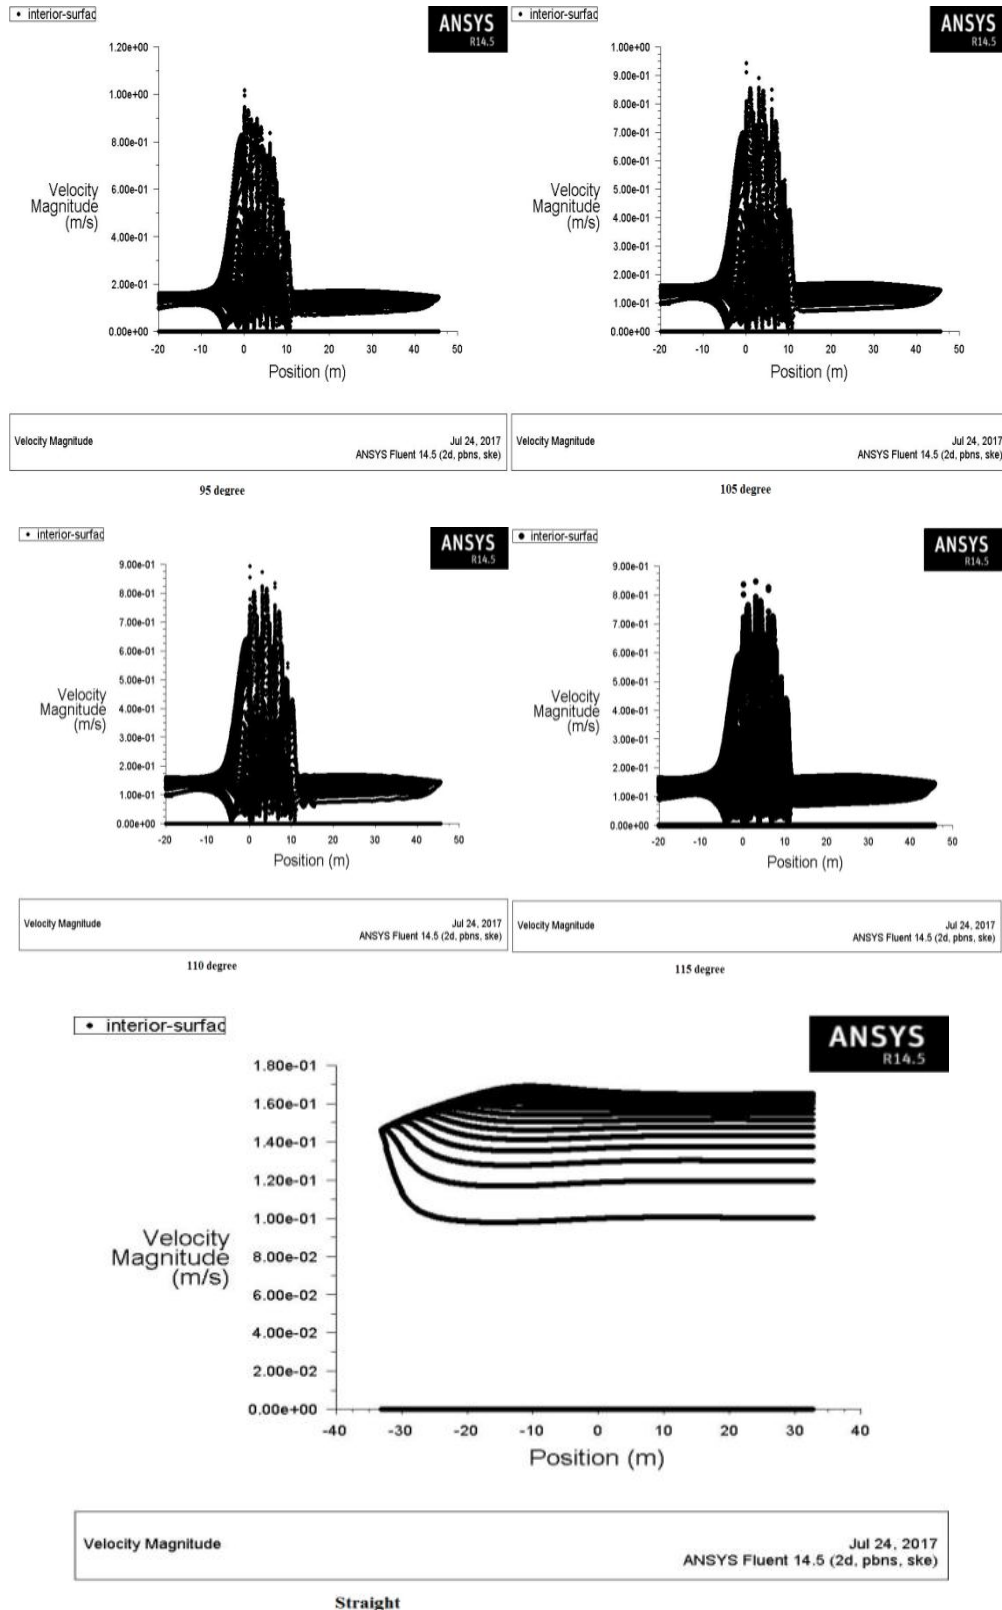 interior-surfac
ANSYS
R14.5
1.20e+00
1.00e+00
8.00e-01
6.00e-01
4.00e-01
2.00e-01
0.00e+00
Velocity
Magnitude
(m/s)
-20 -10 0 10 20 30 40 50
Position (m)
Velocity Magnitude
Jul 24, 2017
ANSYS Fluent 14.5 (2d, pbns, ske)
95 degree
interior-surfac
ANSYS
R14.5
1.00e+00
9.00e-01
8.00e-01
7.00e-01
6.00e-01
5.00e-01
4.00e-01
3.00e-01
2.00e-01
1.00e-01
0.00e+00
Velocity
Magnitude
(m/s)
-20 -10 0 10 20 30 40 50
Position (m)
Velocity Magnitude
Jul 24, 2017
ANSYS Fluent 14.5 (2d, pbns, ske)
105 degree
interior-surfac
ANSYS
R14.5
9.00e-01
8.00e-01
7.00e-01
6.00e-01
5.00e-01
4.00e-01
3.00e-01
2.00e-01
1.00e-01
0.00e+00
Velocity
Magnitude
(m/s)
-20 -10 0 10 20 30 40 50
Position (m)
Velocity Magnitude
Jul 24, 2017
ANSYS Fluent 14.5 (2d, pbns, ske)
110 degree
interior-surfac
ANSYS
R14.5
9.00e-01
8.00e-01
7.00e-01
6.00e-01
5.00e-01
4.00e-01
3.00e-01
2.00e-01
1.00e-01
0.00e+00
Velocity
Magnitude
(m/s)
-20 -10 0 10 20 30 40 50
Position (m)
Velocity Magnitude
Jul 24, 2017
ANSYS Fluent 14.5 (2d, pbns, ske)
115 degree
interior-surfac
ANSYS
R14.5
1.80e-01
1.60e-01
1.40e-01
1.20e-01
1.00e-01
8.00e-02
6.00e-02
4.00e-02
2.00e-02
0.00e+00
Velocity
Magnitude
(m/s)
-40 -30 -20 -10 0 10 20 30 40
Position (m)
Velocity Magnitude
Jul 24, 2017
ANSYS Fluent 14.5 (2d, pbns, ske)
Straight